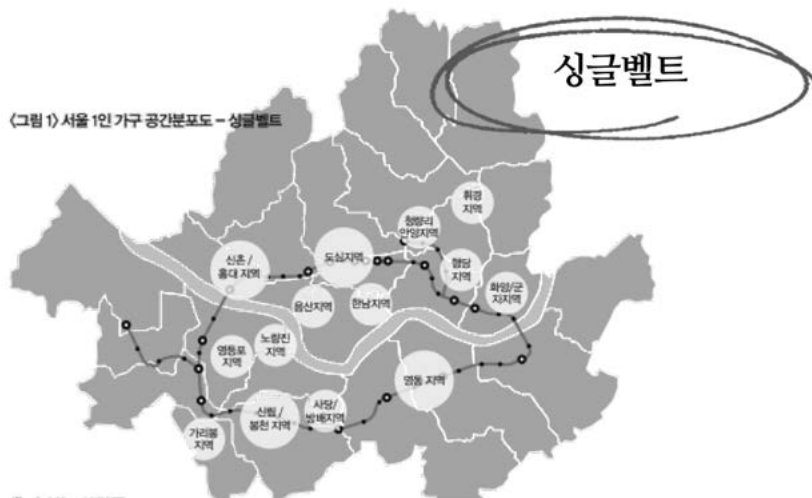 싱글벨트
〈그림 1〉 서울 1인 가구 공간분포도 – 싱글벨트
휘경
지역
청량리
안암지역
신촌 /
홍대 지역
도심지역
행당
지역
화양/군
자지역
용산지역
한남지역
영등포
지역
노량진
지역
영동 지역
신림 /
봉천 지역
사당/
방배지역
가리봉
지역